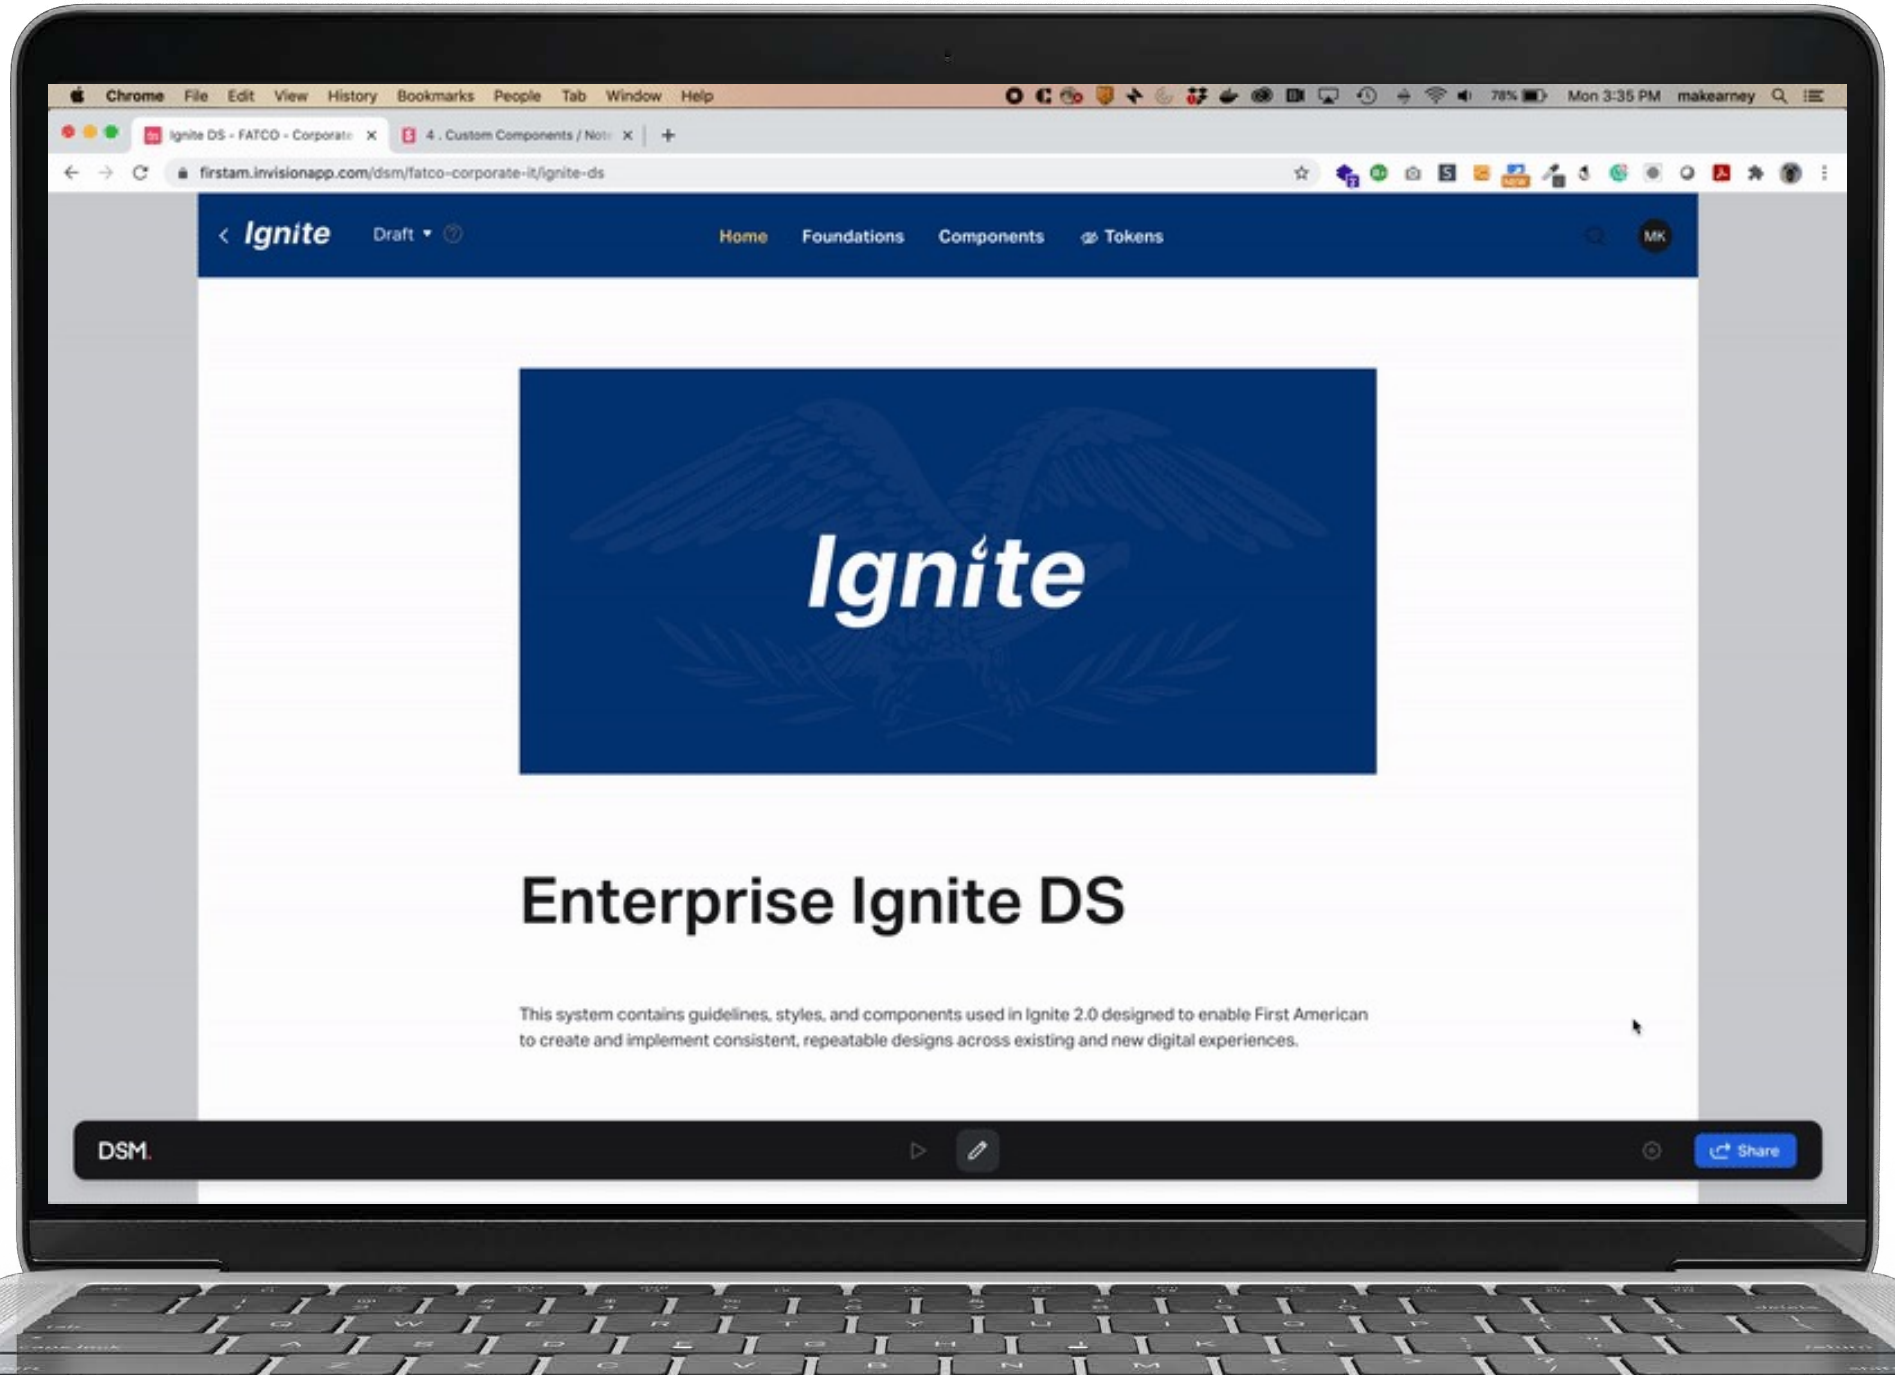 Chrome File Edit View History Bookmarks People Tab Window Help 78% Mon 3:35 PM makearney
Ignite DS - FATCO - Corporate
4 . Custom Components / Not
firstam.invisionapp.com/dsm/fatco-corporate-it/ignite-ds
NEW
Ignite Draft Home Foundations Components Tokens MK
Ignite
Enterprise Ignite DS
This system contains guidelines, styles, and components used in Ignite 2.0 designed to enable First American
to create and implement consistent, repeatable designs across existing and new digital experiences.
DSM. Share